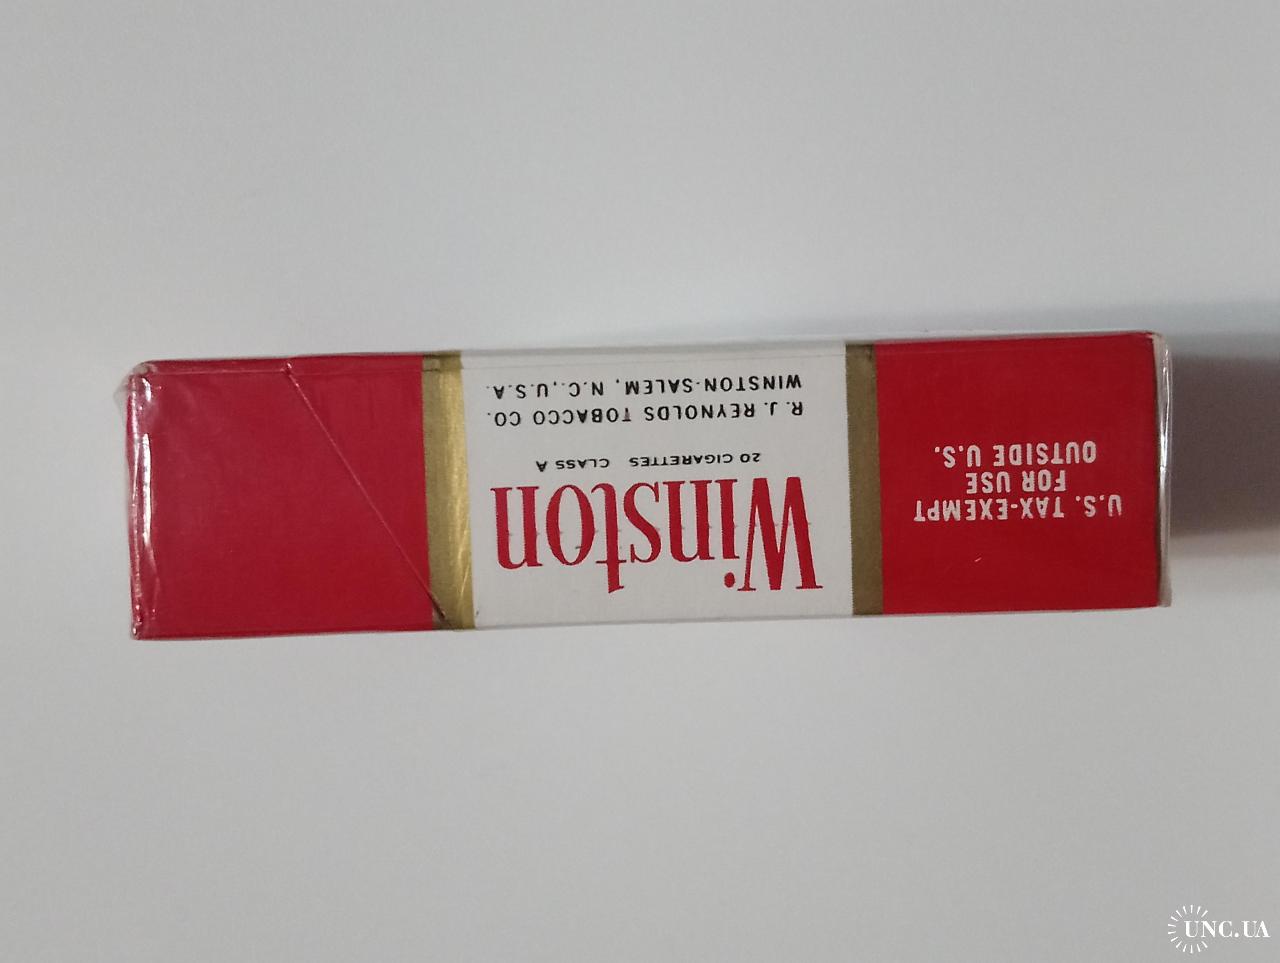 U.S. TAX-EXEMPT
FOR USE
OUTSIDE U.S.
Winston
20 CIGARETTES CLASS A
R. J. REYNOLDS TOBACCO CO.
WINSTON-SALEM, N.C., U.S.A.
UNC.UA